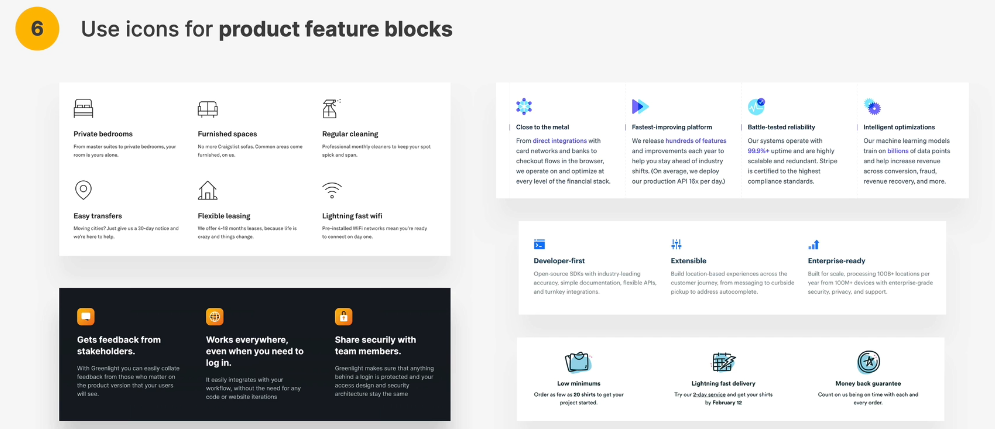 6
Use icons for product feature blocks
Private bedrooms
From master suites to private bedrooms, your
room is yours alone.
Furnished spaces
No more Craigslist sofas. Common areas come
furnished, on us.
Regular cleaning
Professional monthly cleaners to keep your spot
spick and span.
Easy transfers
Moving cities? Just give us a 30-day notice and
we're here to help.
Flexible leasing
We offer 4-18 months leases, because life is
crazy and things change.
Lightning fast wifi
Pre-installed WiFi networks mean you're ready
to connect on day one.
Gets feedback from
stakeholders.
With Greenlight you can easily collate
feedback from those who matter on
the product version that your users
will see.
Works everywhere,
even when you need to
log in.
It easily integrates with your
workflow, without the need for any
code or website iterations
Share securily with
team members.
Greenlight makes sure that anything
behind a login is protected and your
access design and security
architecture stay the same
Close to the metal
From direct integrations with
card networks and banks to
checkout flows in the browser,
we operate on and optimize at
every level of the financial stack.
Fastest-improving platform
We release hundreds of features
and improvements each year to
help you stay ahead of industry
shifts. (On average, we deploy
our production API 16x per day.)
Battle-tested reliability
Our systems operate with
99.9%+ uptime and are highly
scalable and redundant. Stripe
is certified to the highest
compliance standards.
Intelligent optimizations
Our machine learning models
train on billions of data points
and help increase revenue
across conversion, fraud,
revenue recovery, and more.
Developer-first
Open source SDKs with industry-leading
accuracy, simple documentation, flexible APIs,
and turnkey integrations.
Extensible
Build location-based experiences across the
customer journey, from messaging to curbside
pickup to address autocomplete.
Enterprise-ready
Built for scale, processing 100B+ locations per
year from 100M+ devices with enterprise-grade
security, privacy, and support.
Low minimums
Order as few as 20 shirts to get your
project started.
Lightning fast delivery
Try our 2-day service and get your shirts
by February 12
Money back guarantee
Count on us being on time with each and
every order.